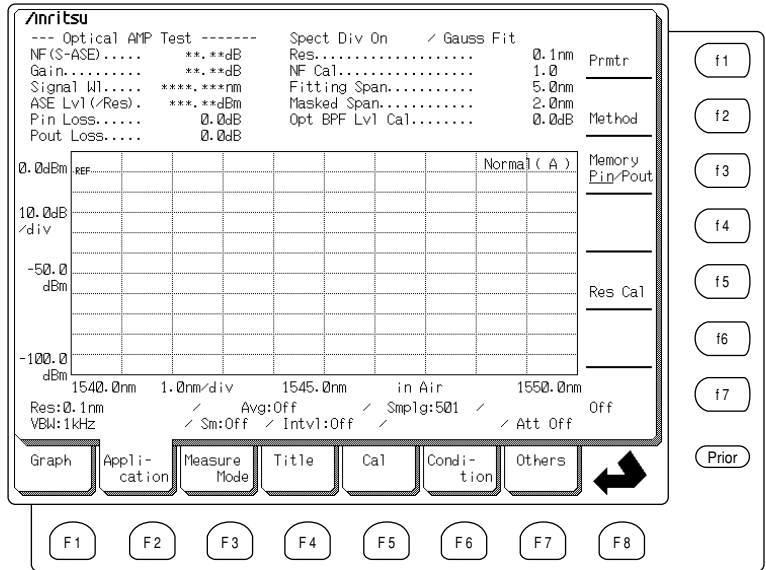 Anritsu
--- Optical AMP Test ------- Spect Div On / Gauss Fit
NF(S-ASE)..... **.**dB Res.................... 0.1nm
Gain.......... **.**dB NF Cal................. 1.0
Signal Wl..... ****.***nm Fitting Span........... 5.0nm
ASE Lvl(/Res). ***.**dBm Masked Span............ 2.0nm
Pin Loss..... 0.0dB Opt BPF Lvl Cal........ 0.0dB
Pout Loss..... 0.0dB
Prmtr
Method
Memory
Pin/Pout
Res Cal
Off
0.0dBm REF Normal( A )
10.0dB
/div
-50.0
dBm
-100.0
dBm
1540.0nm 1.0nm/div 1545.0nm in Air 1550.0nm
Res:0.1nm / Avg:Off / Smplg:501 /
VBW:1kHz / Sm:Off / Intvl:Off / / Att Off
Graph
Appli-
cation
Measure
Mode
Title
Cal
Condi-
tion
Others
f1
f2
f3
f4
f5
f6
f7
Prior
F1 F2 F3 F4 F5 F6 F7 F8